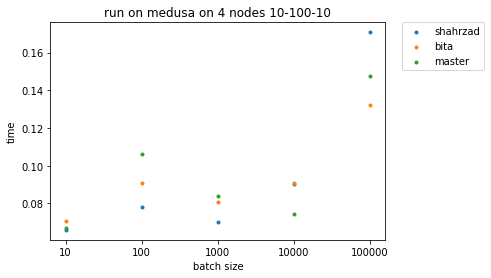 run on medusa on 4 nodes 10-100-10
shahrzad
bita
master
0.16
0.14
0.12
0.10
0.08
time
10 100 1000 10000 100000
batch size